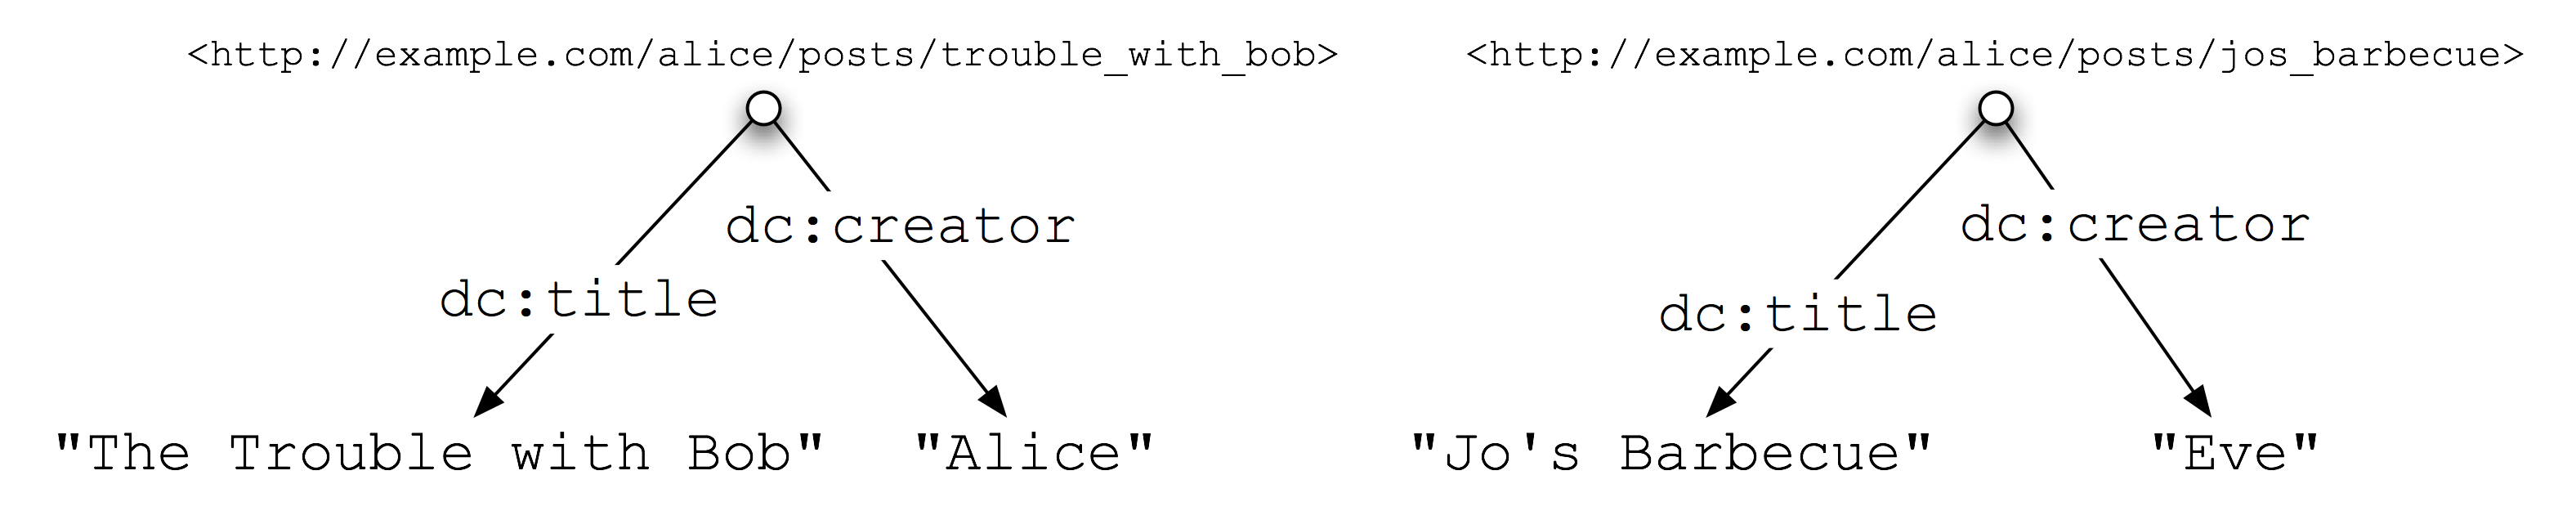 <http://example.com/alice/posts/trouble_with_bob>
dc:creator
dc:title
"The Trouble with Bob"
"Alice"
<http://example.com/alice/posts/jos_barbecue>
dc:creator
dc:title
"Jo's Barbecue"
"Eve"